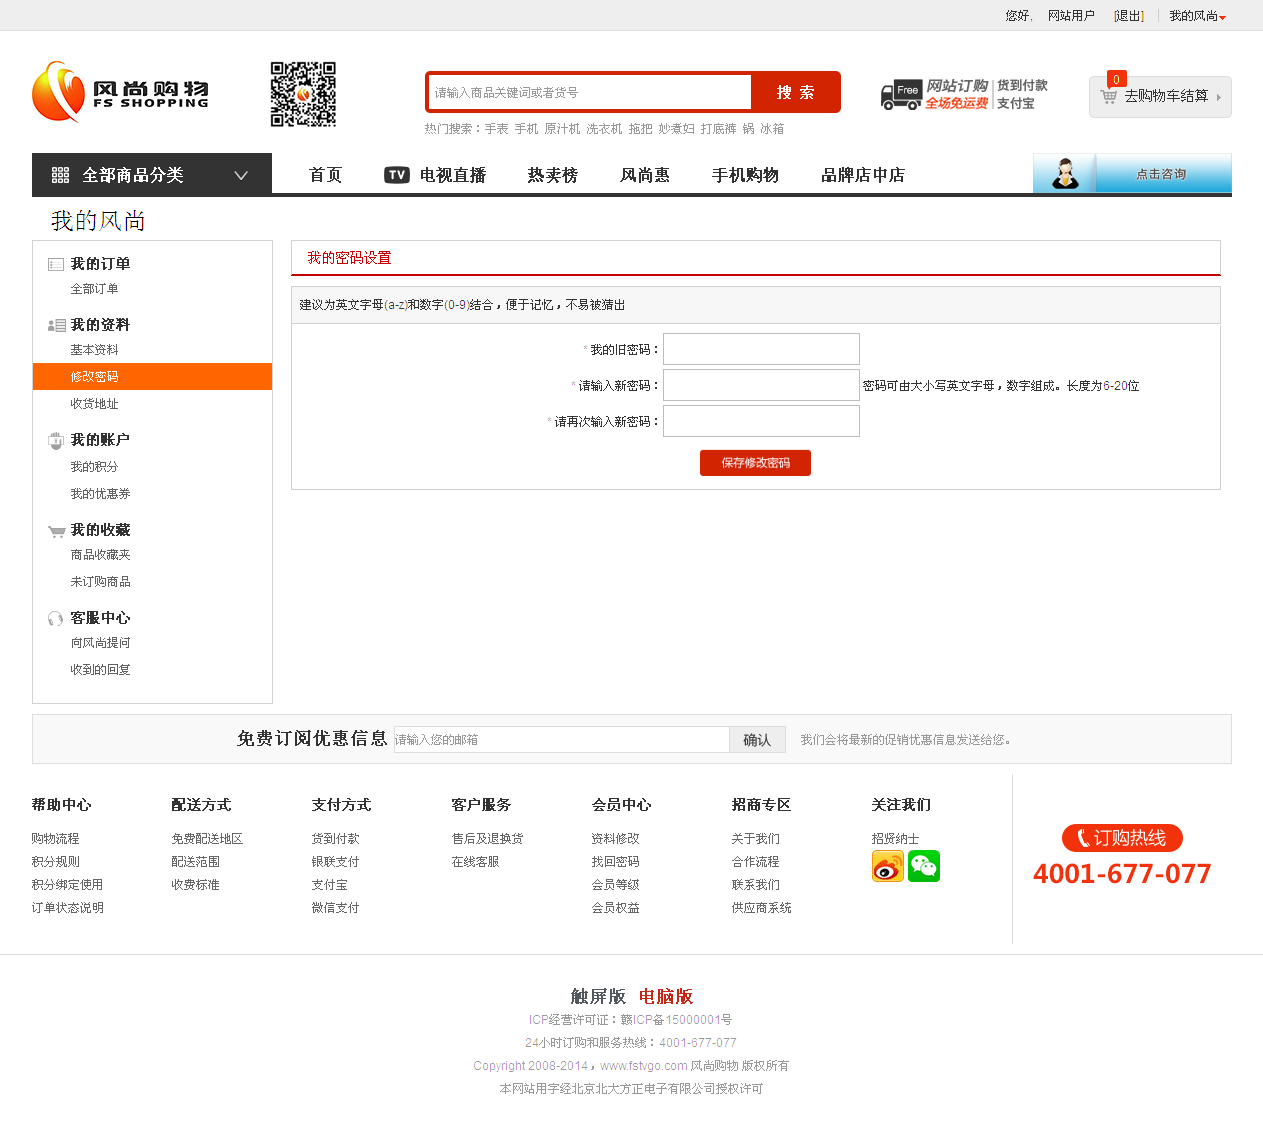 您好, 网站用户 [退出] 我的风尚
风尚购物
FS SHOPPING
请输入商品关键词或者货号
搜 索
热门搜索：手表 手机 原汁机 洗衣机 拖把 炒煮妇 打底裤 锅 冰箱
Free 网站订购 货到付款
全场免运费 支付宝
0
去购物车结算
全部商品分类
首页 TV 电视直播 热卖榜 风尚惠 手机购物 品牌店中店
点击咨询
我的风尚
我的订单
全部订单
我的资料
基本资料
修改密码
收货地址
我的账户
我的积分
我的优惠券
我的收藏
商品收藏夹
未订购商品
客服中心
向风尚提问
收到的回复
我的密码设置
建议为英文字母(a-z)和数字(0-9)结合，便于记忆，不易被猜出
* 我的旧密码：
* 请输入新密码： 密码可由大小写英文字母，数字组成。长度为6-20位
* 请再次输入新密码：
保存修改密码
免费订阅优惠信息 请输入您的邮箱 确认 我们会将最新的促销优惠信息发送给您。
帮助中心 配送方式 支付方式 客户服务 会员中心 招商专区 关注我们
购物流程 免费配送地区 货到付款 售后及退换货 资料修改 关于我们 招贤纳士
积分规则 配送范围 银联支付 在线客服 找回密码 合作流程
积分绑定使用 收费标准 支付宝 会员等级 联系我们
订单状态说明 微信支付 会员权益 供应商系统
订购热线
4001-677-077
触屏版 电脑版
ICP经营许可证：赣ICP备15000001号
24小时订购和服务热线：4001-677-077
Copyright 2008-2014，www.fstvgo.com 风尚购物 版权所有
本网站用字经北京北大方正电子有限公司授权许可